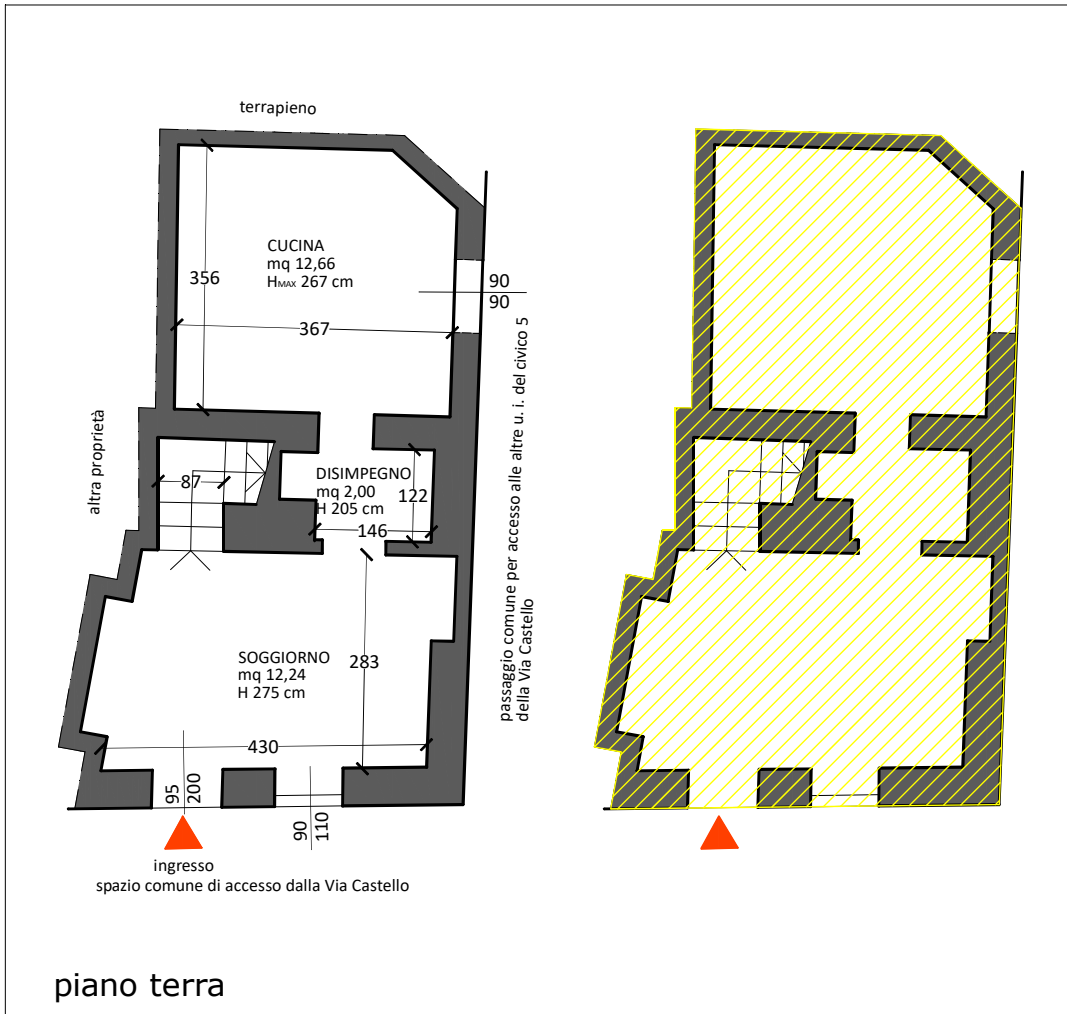 terrapieno
CUCINA
mq 12,66
HMAX 267 cm
356
367
90
90
altra proprietà
87
DISIMPEGNO
mq 2,00
H 205 cm
122
146
passaggio comune per accesso alle altre u. i. del civico 5
della Via Castello
SOGGIORNO
mq 12,24
H 275 cm
283
430
95
200
90
110
ingresso
spazio comune di accesso dalla Via Castello
piano terra